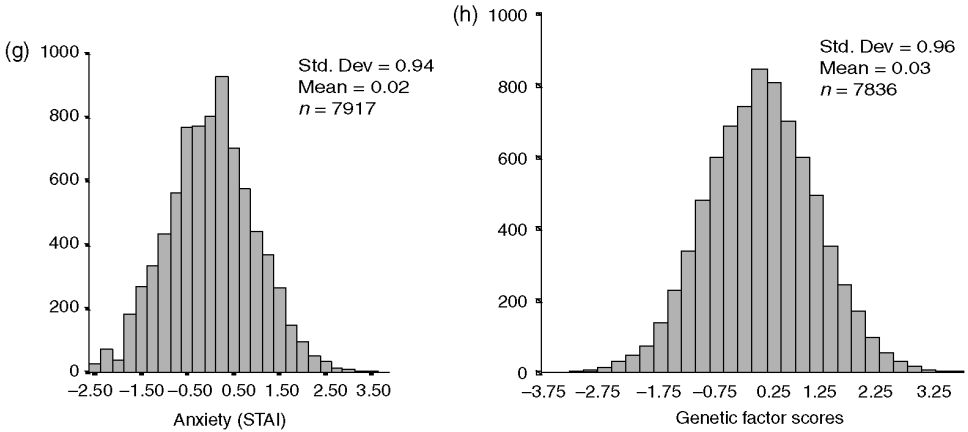 (g)
Std. Dev = 0.94
Mean = 0.02
n = 7917
1000
800
600
400
200
0
−2.50 −1.50 −0.50 0.50 1.50 2.50 3.50
Anxiety (STAI)
(h)
Std. Dev = 0.96
Mean = 0.03
n = 7836
1000
800
600
400
200
0
−3.75 −2.75 −1.75 −0.75 0.25 1.25 2.25 3.25
Genetic factor scores